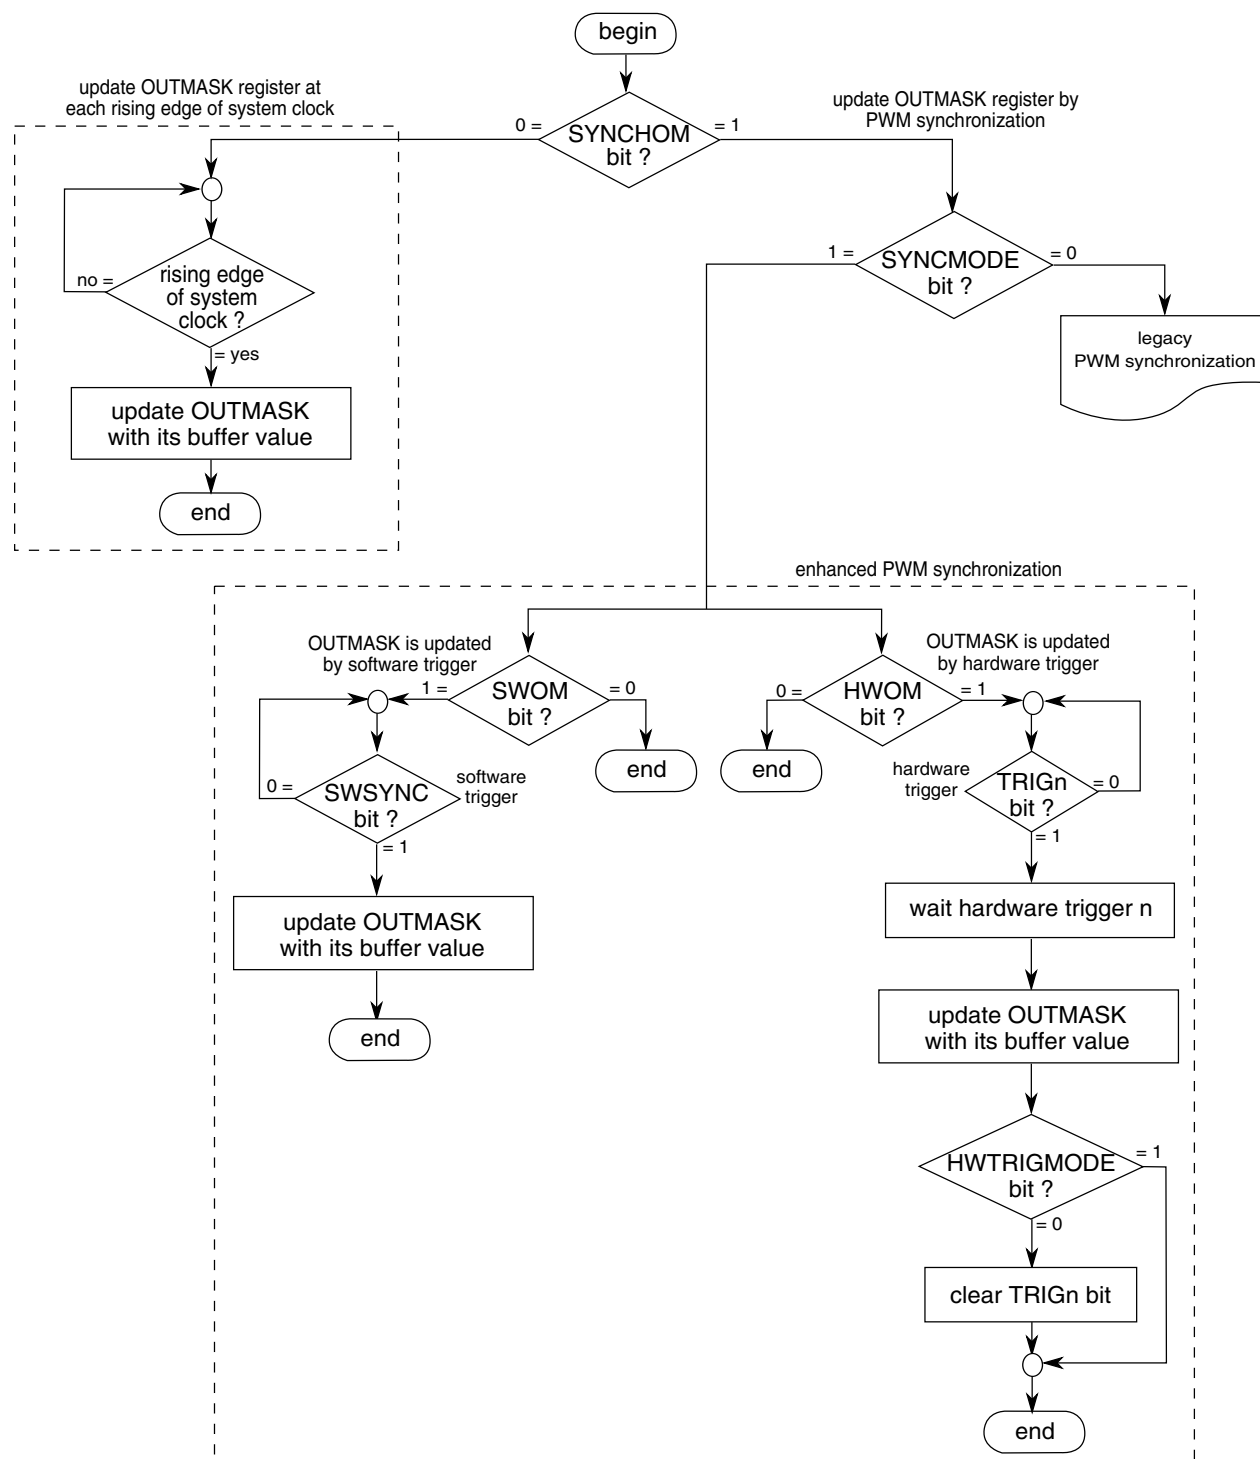 begin
update OUTMASK register at
each rising edge of system clock
update OUTMASK register by
PWM synchronization
0 =
SYNCHOM
bit ?
= 1
1 =
SYNCMODE
bit ?
= 0
no =
rising edge
of system
clock ?
= yes
legacy
PWM synchronization
update OUTMASK
with its buffer value
end
enhanced PWM synchronization
OUTMASK is updated
by software trigger
OUTMASK is updated
by hardware trigger
1 =
SWOM
bit ?
= 0
0 =
HWOM
bit ?
= 1
end
end
0 =
SWSYNC
bit ?
software
trigger
= 1
hardware
trigger
TRIGn
bit ?
= 0
= 1
update OUTMASK
with its buffer value
end
wait hardware trigger n
update OUTMASK
with its buffer value
HWTRIGMODE
bit ?
= 1
= 0
clear TRIGn bit
end